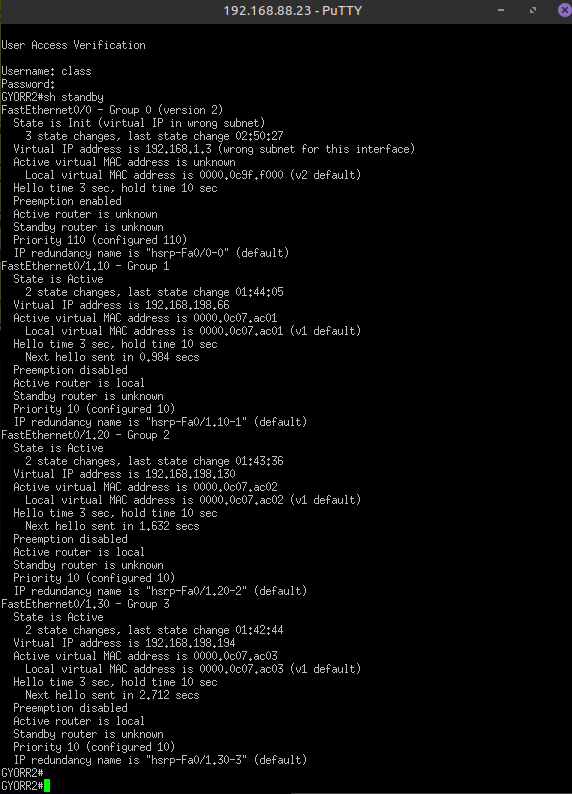 192.168.88.23 - PuTTY
User Access Verification
Username: class
Password:
GYORR2#sh standby
FastEthernet0/0 - Group 0 (version 2)
  State is Init (virtual IP in wrong subnet)
    3 state changes, last state change 02:50:27
  Virtual IP address is 192.168.1.3 (wrong subnet for this interface)
  Active virtual MAC address is unknown
    Local virtual MAC address is 0000.0c9f.f000 (v2 default)
  Hello time 3 sec, hold time 10 sec
  Preemption enabled
  Active router is unknown
  Standby router is unknown
  Priority 110 (configured 110)
  IP redundancy name is "hsrp-Fa0/0-0" (default)
FastEthernet0/1.10 - Group 1
  State is Active
    2 state changes, last state change 01:44:05
  Virtual IP address is 192.168.198.66
  Active virtual MAC address is 0000.0c07.ac01
    Local virtual MAC address is 0000.0c07.ac01 (v1 default)
  Hello time 3 sec, hold time 10 sec
    Next hello sent in 0.984 secs
  Preemption disabled
  Active router is local
  Standby router is unknown
  Priority 10 (configured 10)
  IP redundancy name is "hsrp-Fa0/1.10-1" (default)
FastEthernet0/1.20 - Group 2
  State is Active
    2 state changes, last state change 01:43:36
  Virtual IP address is 192.168.198.130
  Active virtual MAC address is 0000.0c07.ac02
    Local virtual MAC address is 0000.0c07.ac02 (v1 default)
  Hello time 3 sec, hold time 10 sec
    Next hello sent in 1.632 secs
  Preemption disabled
  Active router is local
  Standby router is unknown
  Priority 10 (configured 10)
  IP redundancy name is "hsrp-Fa0/1.20-2" (default)
FastEthernet0/1.30 - Group 3
  State is Active
    2 state changes, last state change 01:42:44
  Virtual IP address is 192.168.198.194
  Active virtual MAC address is 0000.0c07.ac03
    Local virtual MAC address is 0000.0c07.ac03 (v1 default)
  Hello time 3 sec, hold time 10 sec
    Next hello sent in 2.712 secs
  Preemption disabled
  Active router is local
  Standby router is unknown
  Priority 10 (configured 10)
  IP redundancy name is "hsrp-Fa0/1.30-3" (default)
GYORR2#
GYORR2#